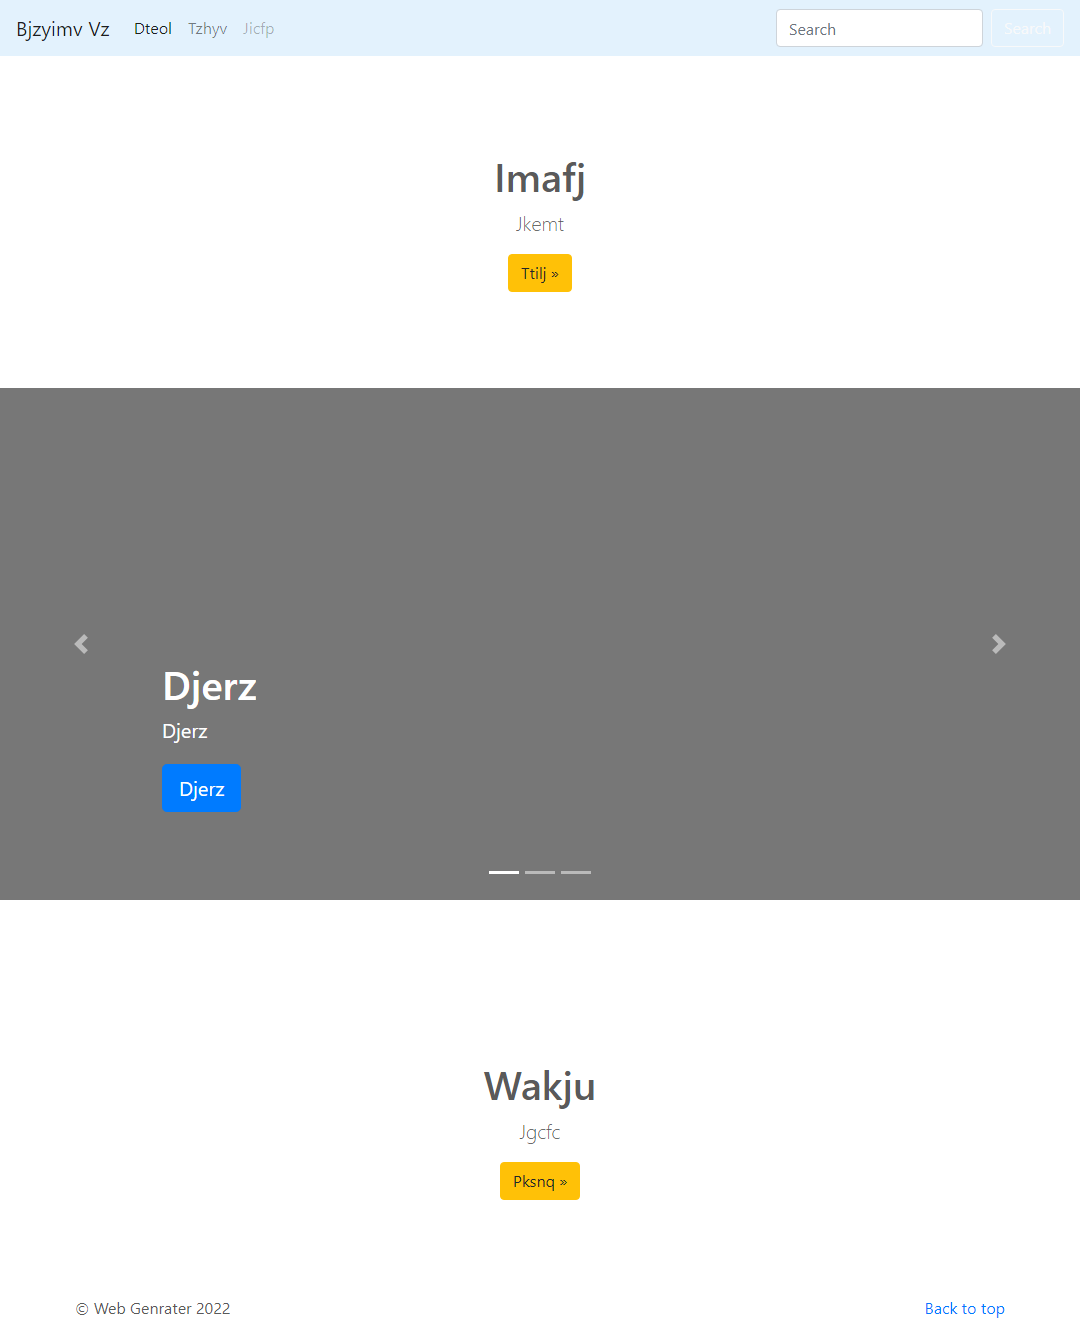 Bjzyimv Vz Dteol Tzhyv Jicfp Search Search
Imafj
Jkemt
Ttilj »
Djerz
Djerz
Djerz
Wakju
Jgcfc
Pksnq »
© Web Genrater 2022 Back to top